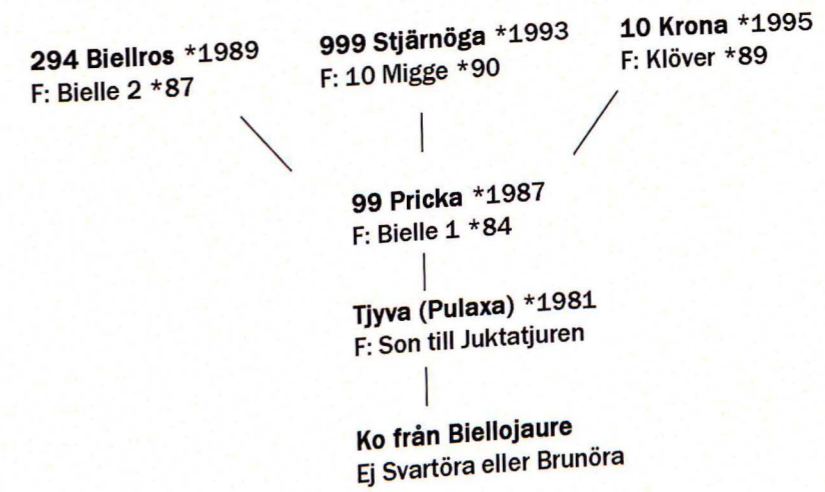 294 Biellros *1989
F: Bielle 2 *87
999 Stjärnöga *1993
F: 10 Migge *90
10 Krona *1995
F: Klöver *89
99 Pricka *1987
F: Bielle 1 *84
Tjyva (Pulaxa) *1981
F: Son till Juktatjuren
Ko från Biellojaure
Ej Svartöra eller Brunöra